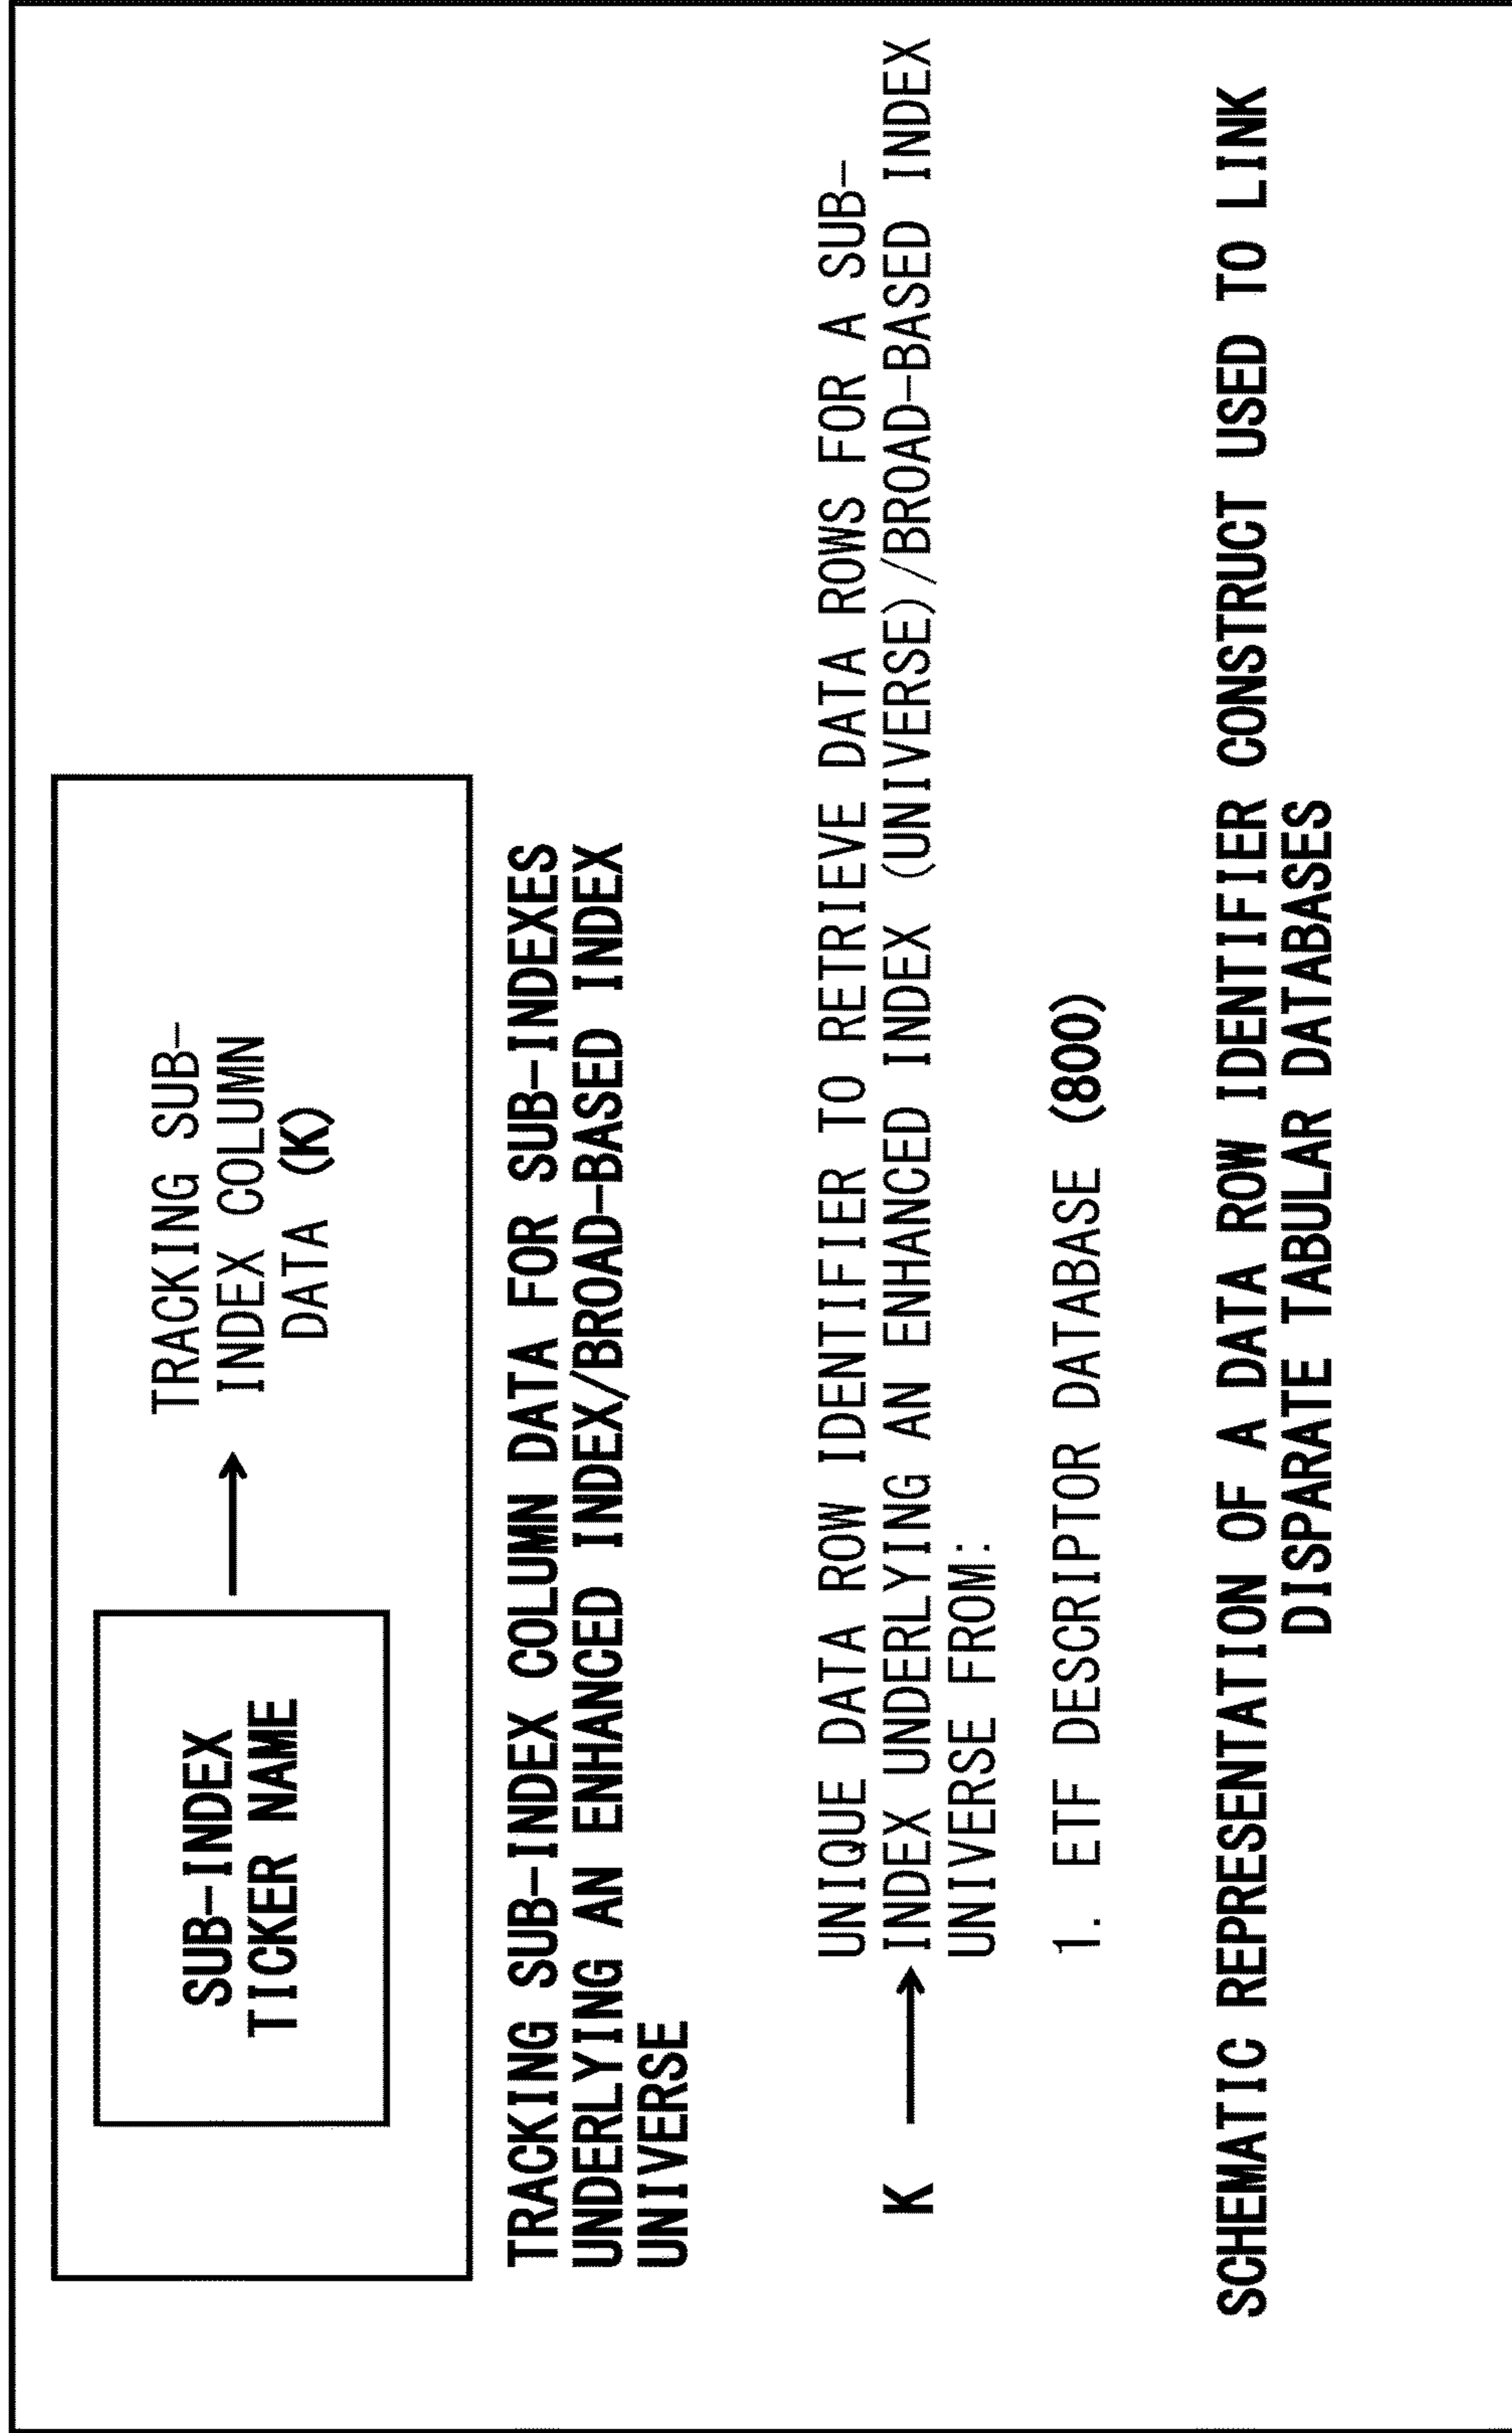 SUB-INDEX
TICKER NAME
TRACKING SUB-
INDEX COLUMN
DATA (K)
TRACKING SUB-INDEX COLUMN DATA FOR SUB-INDEXES
UNDERLYING AN ENHANCED INDEX/BROAD-BASED INDEX
UNIVERSE
K
UNIQUE DATA ROW IDENTIFIER TO RETRIEVE DATA ROWS FOR A SUB-
INDEX UNDERLYING AN ENHANCED INDEX (UNIVERSE)/BROAD-BASED INDEX
UNIVERSE FROM:
1. ETF DESCRIPTOR DATABASE (800)
SCHEMATIC REPRESENTATION OF A DATA ROW IDENTIFIER CONSTRUCT USED TO LINK
DISPARATE TABULAR DATABASES